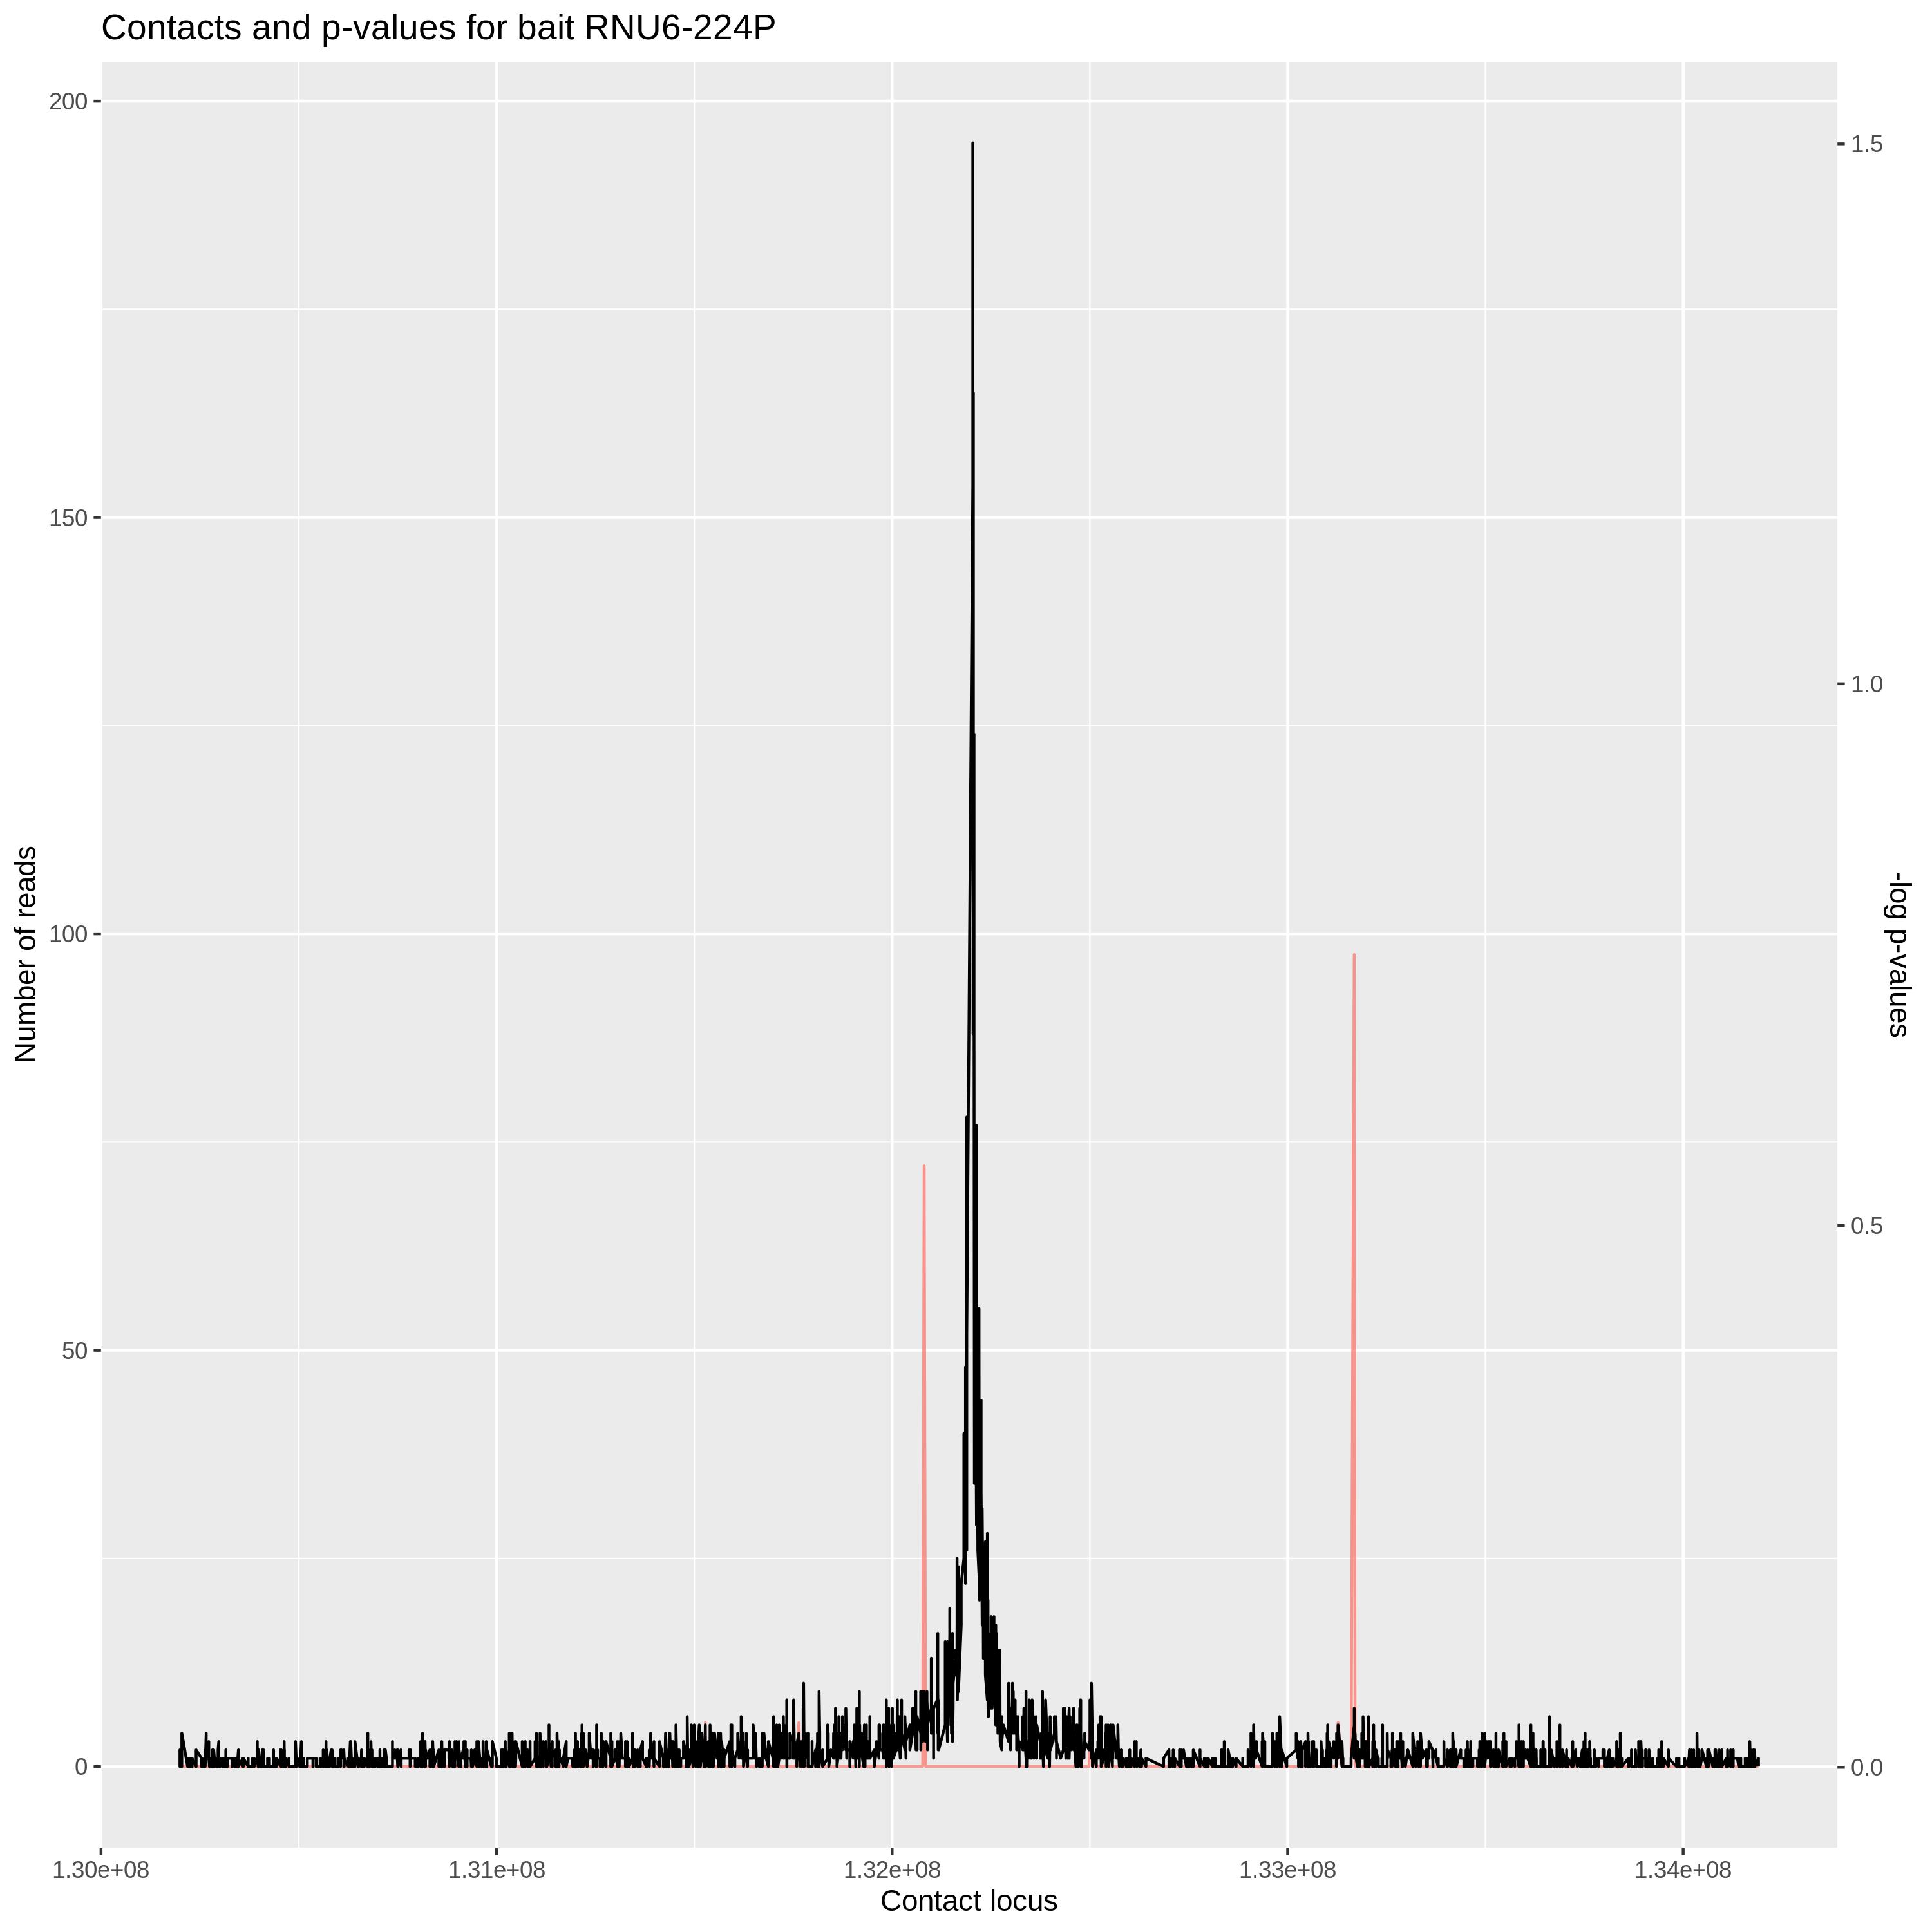 Contacts and p-values for bait RNU6-224P
200
150
100
50
0
1.5
1.0
0.5
0.0
Number of reads
-log p-values
1.30e+08
1.31e+08
1.32e+08
1.33e+08
1.34e+08
Contact locus